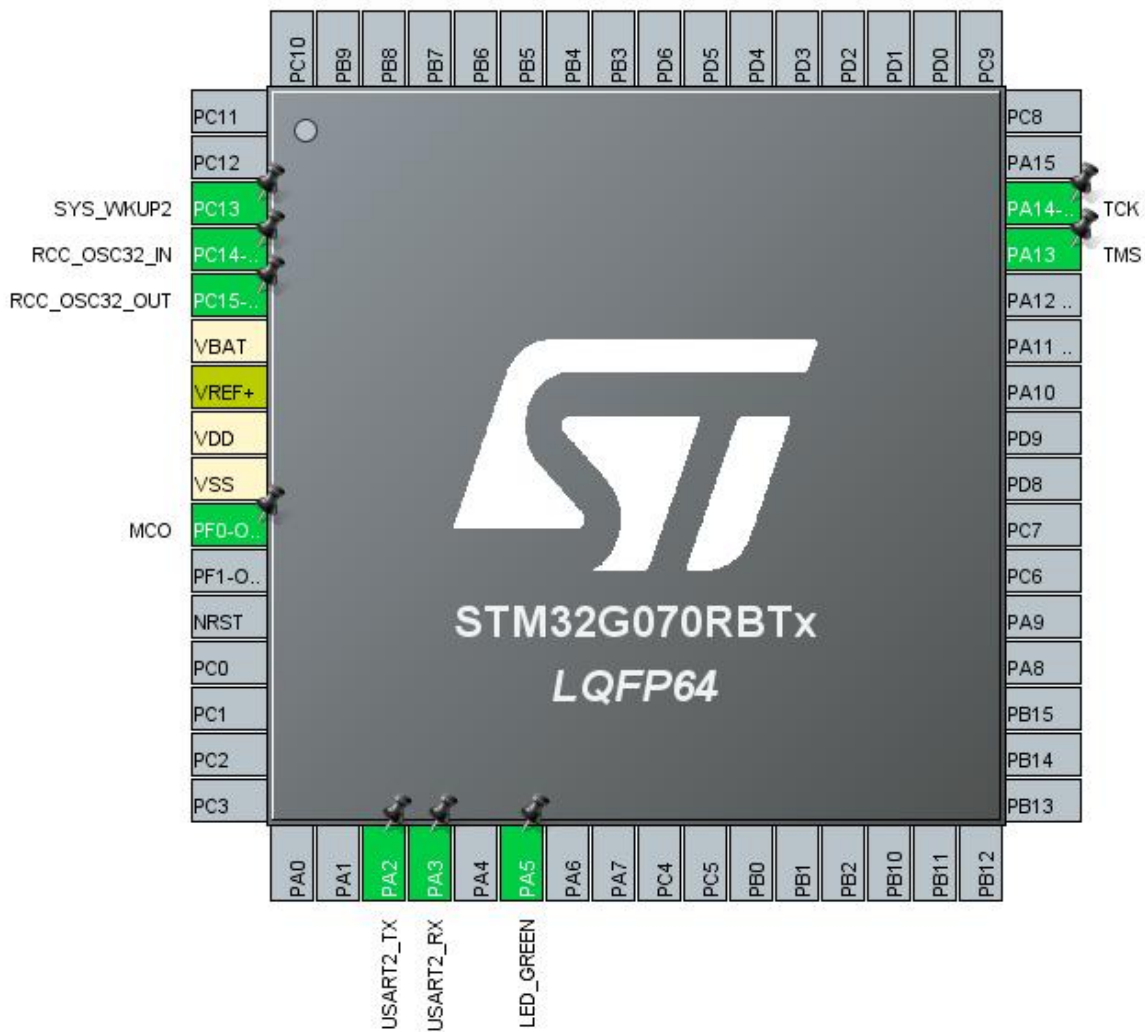 PC10
PB9
PB8
PB7
PB6
PB5
PB4
PB3
PD6
PD5
PD4
PD3
PD2
PD1
PD0
PC9
PC11
PC12
SYS_WKUP2 PC13
RCC_OSC32_IN PC14-..
RCC_OSC32_OUT PC15-..
VBAT
VREF+
VDD
VSS
MCO PF0-O..
PF1-O..
NRST
PC0
PC1
PC2
PC3
ST
STM32G070RBTx
LQFP64
PC8
PA15
PA14-.. TCK
PA13 TMS
PA12 ..
PA11 ..
PA10
PD9
PD8
PC7
PC6
PA9
PA8
PB15
PB14
PB13
PA0
PA1
PA2
PA3
PA4
PA5
PA6
PA7
PC4
PC5
PB0
PB1
PB2
PB10
PB11
PB12
USART2_TX
USART2_RX
LED_GREEN